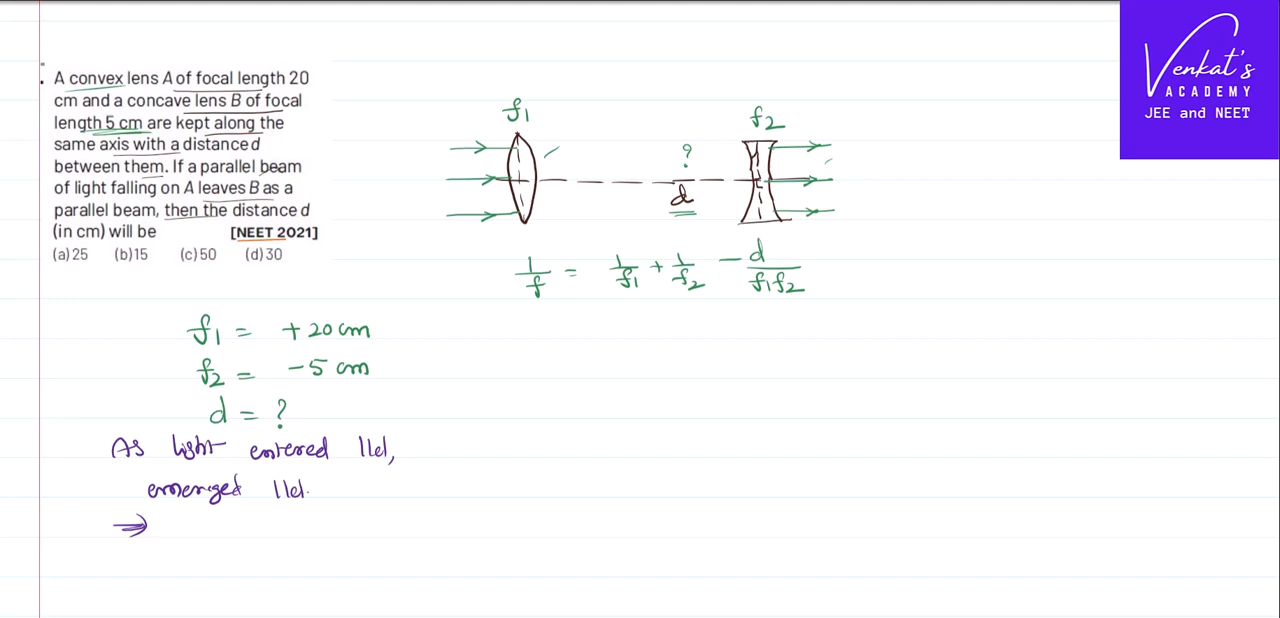 A convex lens A of focal length 20
cm and a concave lens B of focal
length 5 cm are kept along the
same axis with a distance d
between them. If a parallel beam
of light falling on A leaves B as a
parallel beam, then the distance d
(in cm) will be [NEET 2021]
(a) 25 (b) 15 (c) 50 (d) 30
f1
f2
?
d
1/f = 1/f1 + 1/f2 - d/f1f2
f1 = +20 cm
f2 = -5 cm
d = ?
As light entered llel,
emerged llel.
⇒
Venkat's
ACADEMY
JEE and NEET